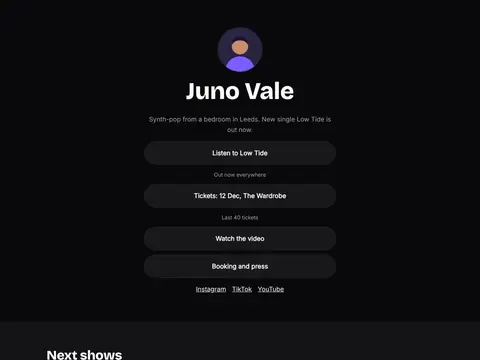 Juno Vale
Synth-pop from a bedroom in Leeds. New single Low Tide is
out now.
Listen to Low Tide
Out now everywhere
Tickets: 12 Dec, The Wardrobe
Last 40 tickets
Watch the video
Booking and press
Instagram TikTok YouTube
Next shows